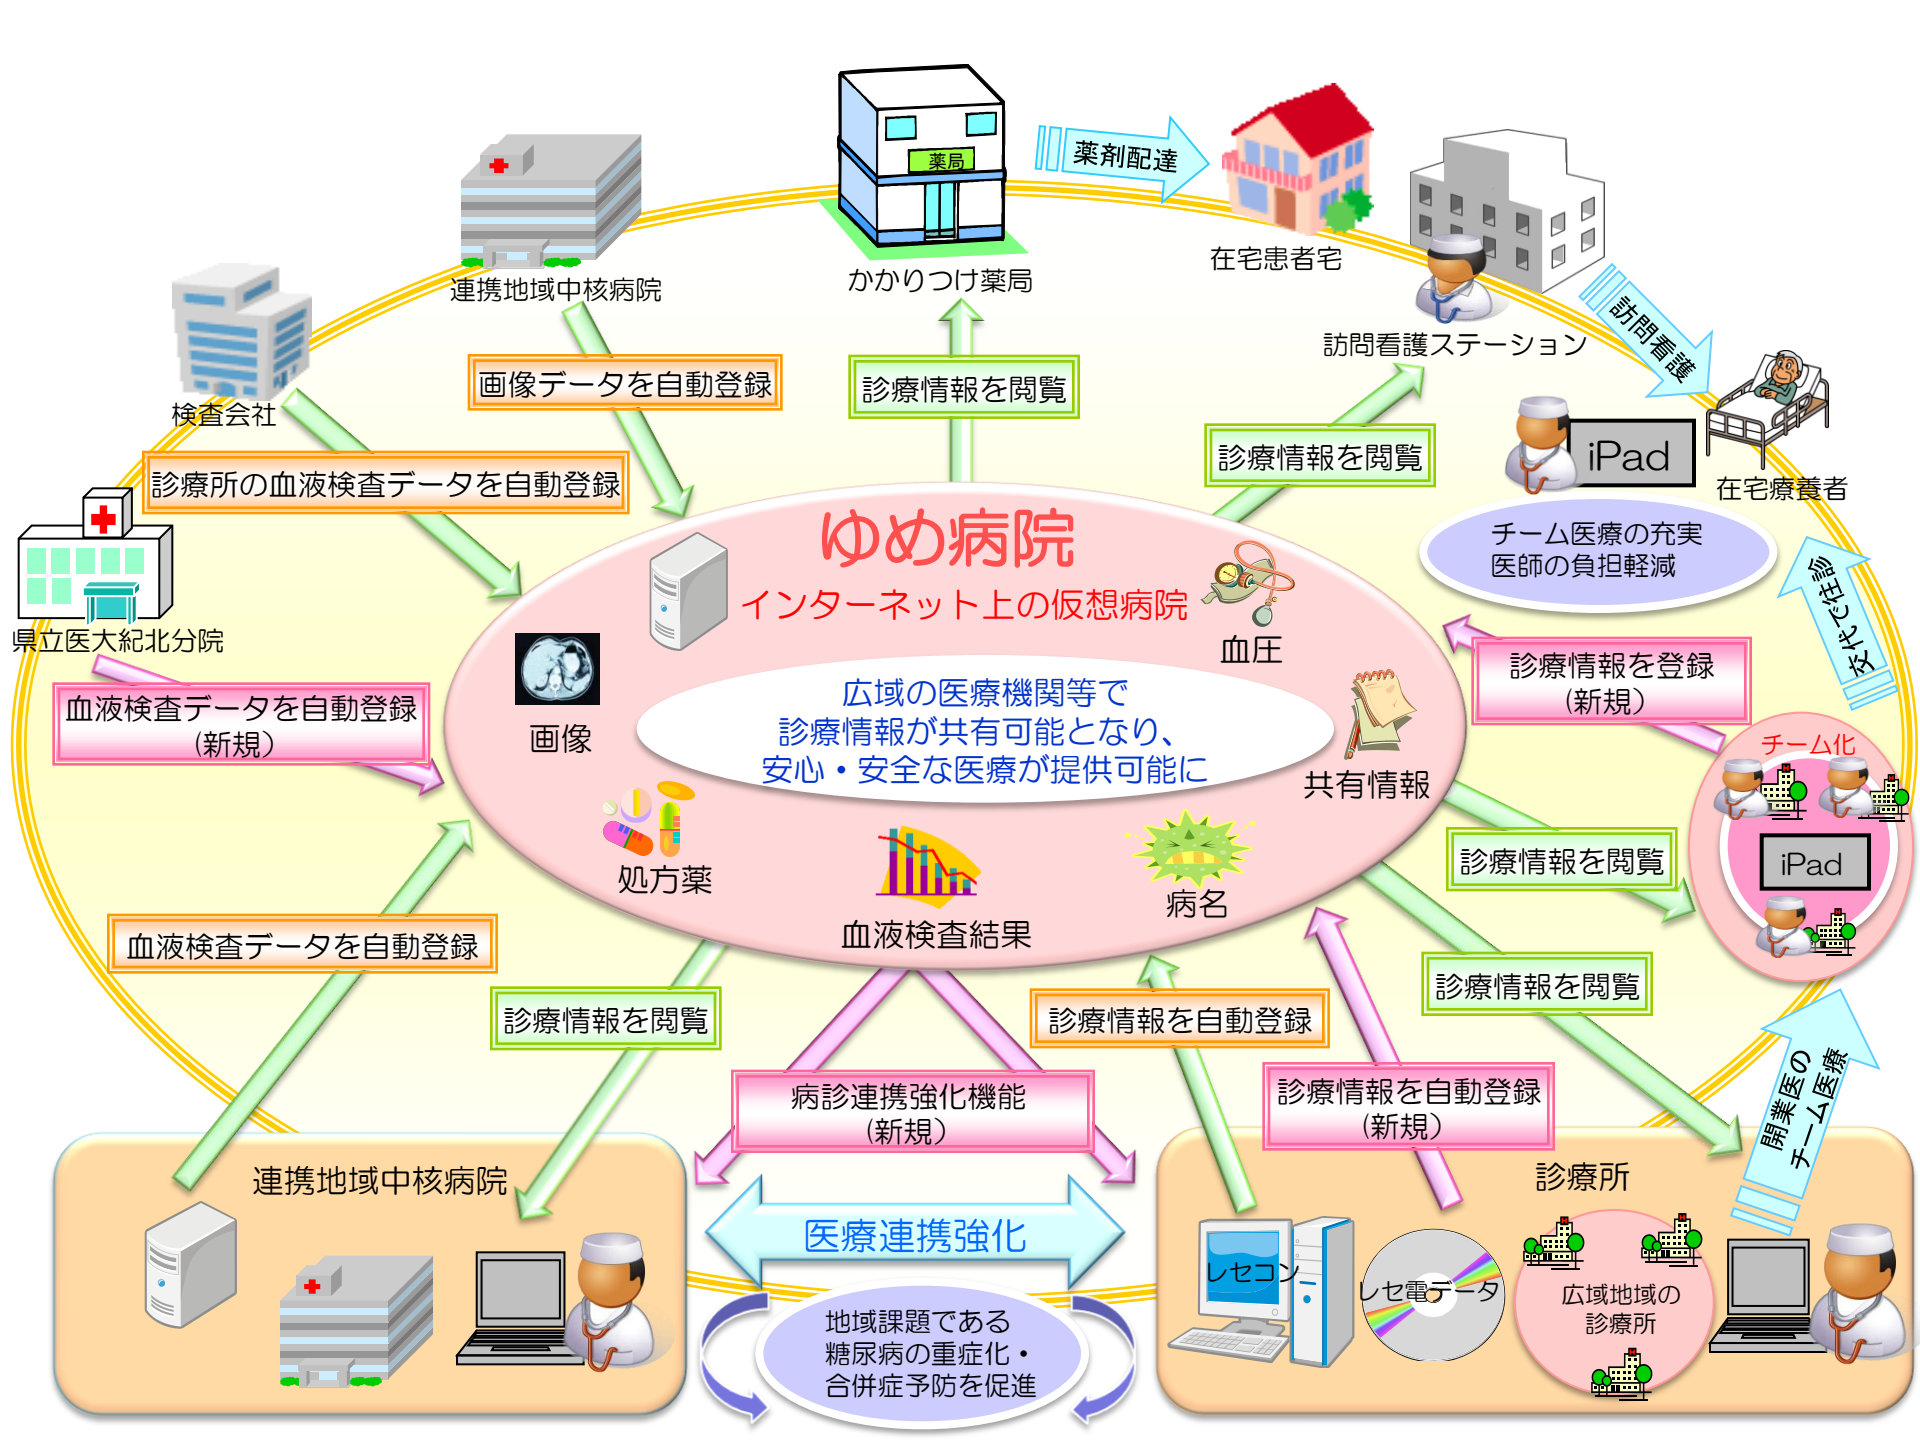 薬局
薬剤配達
かかりつけ薬局
在宅患者宅
連携地域中核病院
訪問看護ステーション
訪問看護
検査会社
画像データを自動登録
診療情報を閲覧
診療情報を閲覧
iPad
在宅療養者
診療所の血液検査データを自動登録
チーム医療の充実
医師の負担軽減
交代で往診
県立医大紀北分院
血液検査データを自動登録
(新規)
ゆめ病院
インターネット上の仮想病院
血圧
画像
広域の医療機関等で
診療情報が共有可能となり、
安心・安全な医療が提供可能に
共有情報
処方薬
血液検査結果
病名
診療情報を登録
(新規)
チーム化
iPad
診療情報を閲覧
血液検査データを自動登録
診療情報を閲覧
診療情報を自動登録
診療情報を閲覧
病診連携強化機能
(新規)
診療情報を自動登録
(新規)
開業医の
チーム医療
連携地域中核病院
医療連携強化
診療所
レセコン
レセ電データ
広域地域の
診療所
地域課題である
糖尿病の重症化・
合併症予防を促進